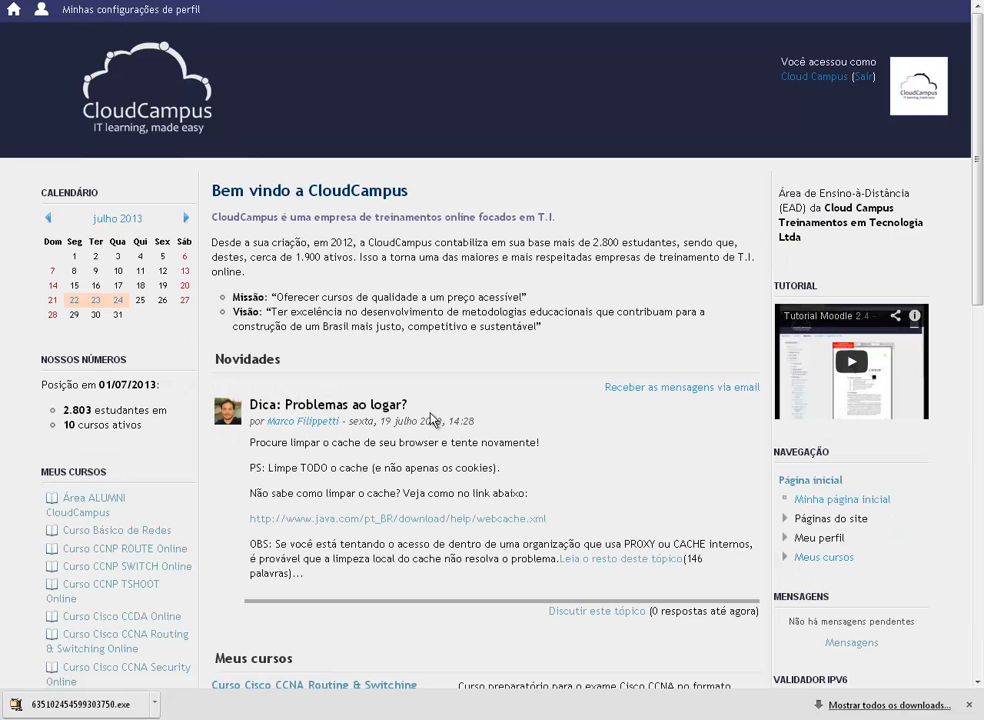 Minhas configurações de perfil
CloudCampus
IT learning, made easy
Você acessou como
Cloud Campus (Sair)
CALENDÁRIO
julho 2013
Dom Seg Ter Qua Qui Sex Sáb
1 2 3 4 5 6
7 8 9 10 11 12 13
14 15 16 17 18 19 20
21 22 23 24 25 26 27
28 29 30 31
NOSSOS NÚMEROS
Posição em 01/07/2013:
2.803 estudantes em
10 cursos ativos
MEUS CURSOS
Área ALUMNI
CloudCampus
Curso Básico de Redes
Curso CCNP ROUTE Online
Curso CCNP SWITCH Online
Curso CCNP TSHOOT
Online
Curso Cisco CCDA Online
Curso Cisco CCNA Routing
& Switching Online
Curso Cisco CCNA Security
Online
Bem vindo a CloudCampus
CloudCampus é uma empresa de treinamentos online focados em T.I.
Desde a sua criação, em 2012, a CloudCampus contabiliza em sua base mais de 2.800 estudantes, sendo que,
destes, cerca de 1.900 ativos. Isso a torna uma das maiores e mais respeitadas empresas de treinamento de T.I.
online.
Missão: “Oferecer cursos de qualidade a um preço acessível”
Visão: “Ter excelência no desenvolvimento de metodologias educacionais que contribuam para a
construção de um Brasil mais justo, competitivo e sustentável”
Novidades
Receber as mensagens via email
Dica: Problemas ao logar?
por Marco Filippetti - sexta, 19 julho 14:28
Procure limpar o cache de seu browser e tente novamente!
PS: Limpe TODO o cache (e não apenas os cookies).
Não sabe como limpar o cache? Veja como no link abaixo:
http://www.java.com/pt_BR/download/help/webcache.xml
OBS: Se você está tentando o acesso de dentro de uma organização que usa PROXY ou CACHE internos,
é provável que a limpeza local do cache não resolva o problema.Leia o resto deste tópico(146
palavras)...
Discutir este tópico (0 respostas até agora)
Meus cursos
Curso Cisco CCNA Routing & Switching
Curso preparatório para o exame Cisco CCNA no formato
Área de Ensino-à-Distância
(EAD) da Cloud Campus
Treinamentos em Tecnologia
Ltda
TUTORIAL
Tutorial Moodle 2.4 -
NAVEGAÇÃO
Página inicial
Minha página inicial
Páginas do site
Meu perfil
Meus cursos
MENSAGENS
Não há mensagens pendentes
Mensagens
VALIDADOR IPV6
635102454599303750.exe
Mostrar todos os downloads...